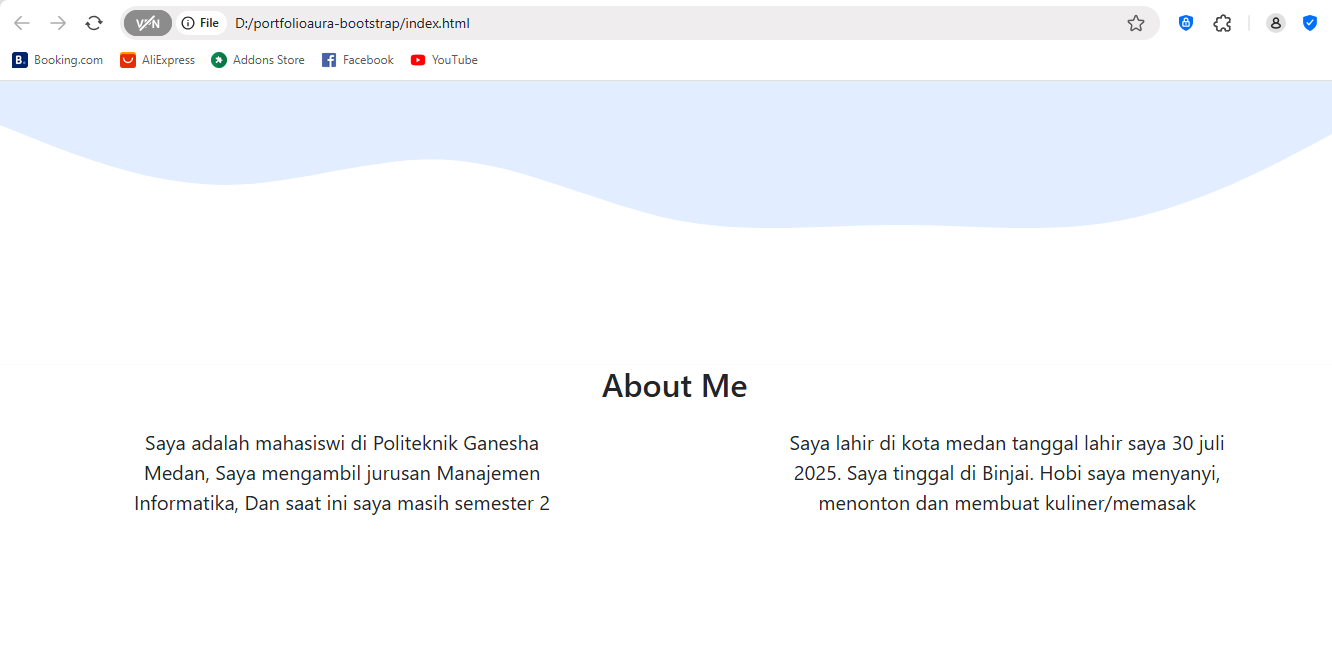 VPN
File
D:/portfolioaura-bootstrap/index.html
B. Booking.com
AliExpress
Addons Store
Facebook
YouTube
About Me
Saya adalah mahasiswi di Politeknik Ganesha
Medan, Saya mengambil jurusan Manajemen
Informatika, Dan saat ini saya masih semester 2
Saya lahir di kota medan tanggal lahir saya 30 juli
2025. Saya tinggal di Binjai. Hobi saya menyanyi,
menonton dan membuat kuliner/memasak